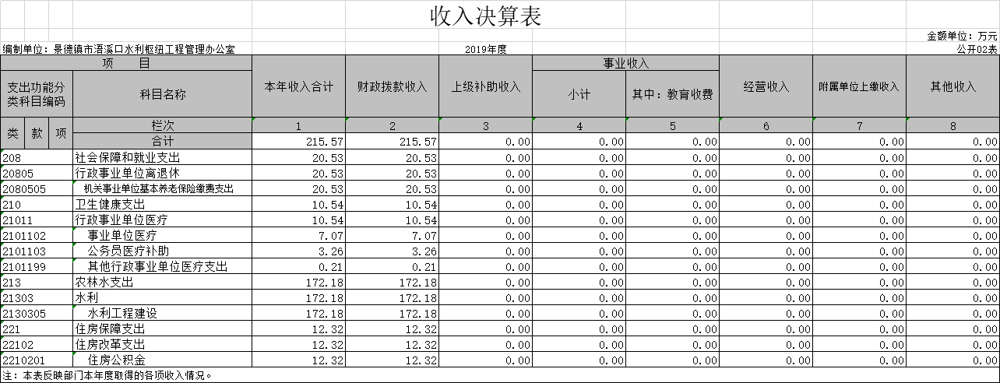 收入决算表
金额单位：万元
编制单位：景德镇市浯溪口水利枢纽工程管理办公室 2019年度 公开02表
项 目 本年收入合计 财政拨款收入 上级补助收入 事业收入 经营收入 附属单位上缴收入 其他收入
支出功能分类科目编码 科目名称 小计 其中：教育收费
类 款 项 栏次 1 2 3 4 5 6 7 8
合计 215.57 215.57 0.00 0.00 0.00 0.00 0.00 0.00
208 社会保障和就业支出 20.53 20.53 0.00 0.00 0.00 0.00 0.00 0.00
20805 行政事业单位离退休 20.53 20.53 0.00 0.00 0.00 0.00 0.00 0.00
2080505 机关事业单位基本养老保险缴费支出 20.53 20.53 0.00 0.00 0.00 0.00 0.00 0.00
210 卫生健康支出 10.54 10.54 0.00 0.00 0.00 0.00 0.00 0.00
21011 行政事业单位医疗 10.54 10.54 0.00 0.00 0.00 0.00 0.00 0.00
2101102 事业单位医疗 7.07 7.07 0.00 0.00 0.00 0.00 0.00 0.00
2101103 公务员医疗补助 3.26 3.26 0.00 0.00 0.00 0.00 0.00 0.00
2101199 其他行政事业单位医疗支出 0.21 0.21 0.00 0.00 0.00 0.00 0.00 0.00
213 农林水支出 172.18 172.18 0.00 0.00 0.00 0.00 0.00 0.00
21303 水利 172.18 172.18 0.00 0.00 0.00 0.00 0.00 0.00
2130305 水利工程建设 172.18 172.18 0.00 0.00 0.00 0.00 0.00 0.00
221 住房保障支出 12.32 12.32 0.00 0.00 0.00 0.00 0.00 0.00
22102 住房改革支出 12.32 12.32 0.00 0.00 0.00 0.00 0.00 0.00
2210201 住房公积金 12.32 12.32 0.00 0.00 0.00 0.00 0.00 0.00
注：本表反映部门本年度取得的各项收入情况。